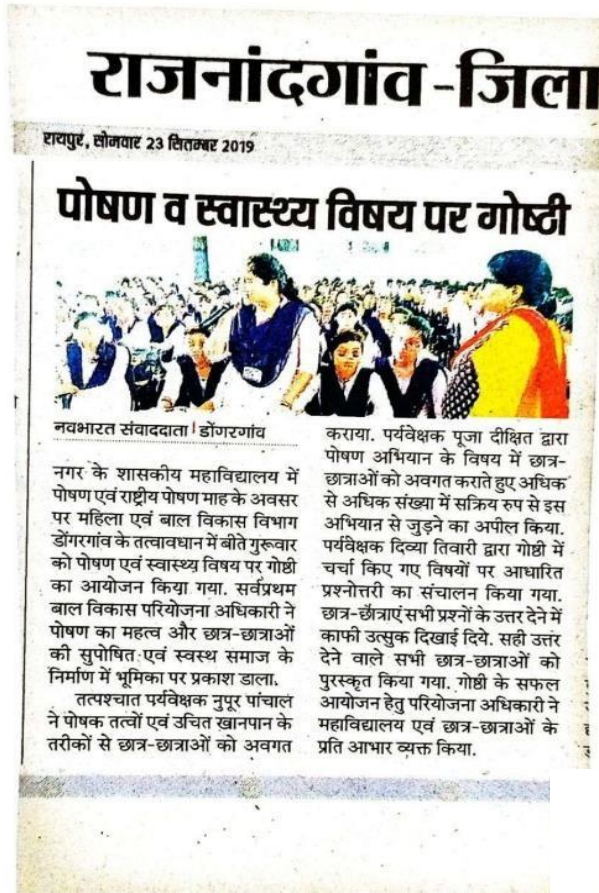 राजनांदगांव-जिला
रायपुर, सोमवार 23 सितम्बर 2019
पोषण व स्वास्थ्य विषय पर गोष्ठी
नवभारत संवाददाता। डोंगरगांव
नगर के शासकीय महाविद्यालय में
पोषण एवं राष्ट्रीय पोषण माह के अवसर
पर महिला एवं बाल विकास विभाग
डोंगरगांव के तत्वावधान में बीते गुरूवार
को पोषण एवं स्वास्थ्य विषय पर गोष्ठी
का आयोजन किया गया. सर्वप्रथम
बाल विकास परियोजना अधिकारी ने
पोषण का महत्व और छात्र-छात्राओं
की सुपोषित एवं स्वस्थ समाज के
निर्माण में भूमिका पर प्रकाश डाला.
तत्पश्चात पर्यवेक्षक नुपूर पांचाल
ने पोषक तत्वों एवं उचित खानपान के
तरीकों से छात्र-छात्राओं को अवगत
कराया. पर्यवेक्षक पूजा दीक्षित द्वारा
पोषण अभियान के विषय में छात्र-
छात्राओं को अवगत कराते हुए अधिक
से अधिक संख्या में सक्रिय रुप से इस
अभियान से जुड़ने का अपील किया.
पर्यवेक्षक दिव्या तिवारी द्वारा गोष्ठी में
चर्चा किए गए विषयों पर आधारित
प्रश्नोत्तरी का संचालन किया गया.
छात्र-छात्राएं सभी प्रश्नों के उत्तर देने में
काफी उत्सुक दिखाई दिये. सही उत्तर
देने वाले सभी छात्र-छात्राओं को
पुरस्कृत किया गया. गोष्ठी के सफल
आयोजन हेतु परियोजना अधिकारी ने
महाविद्यालय एवं छात्र-छात्राओं के
प्रति आभार व्यक्त किया.